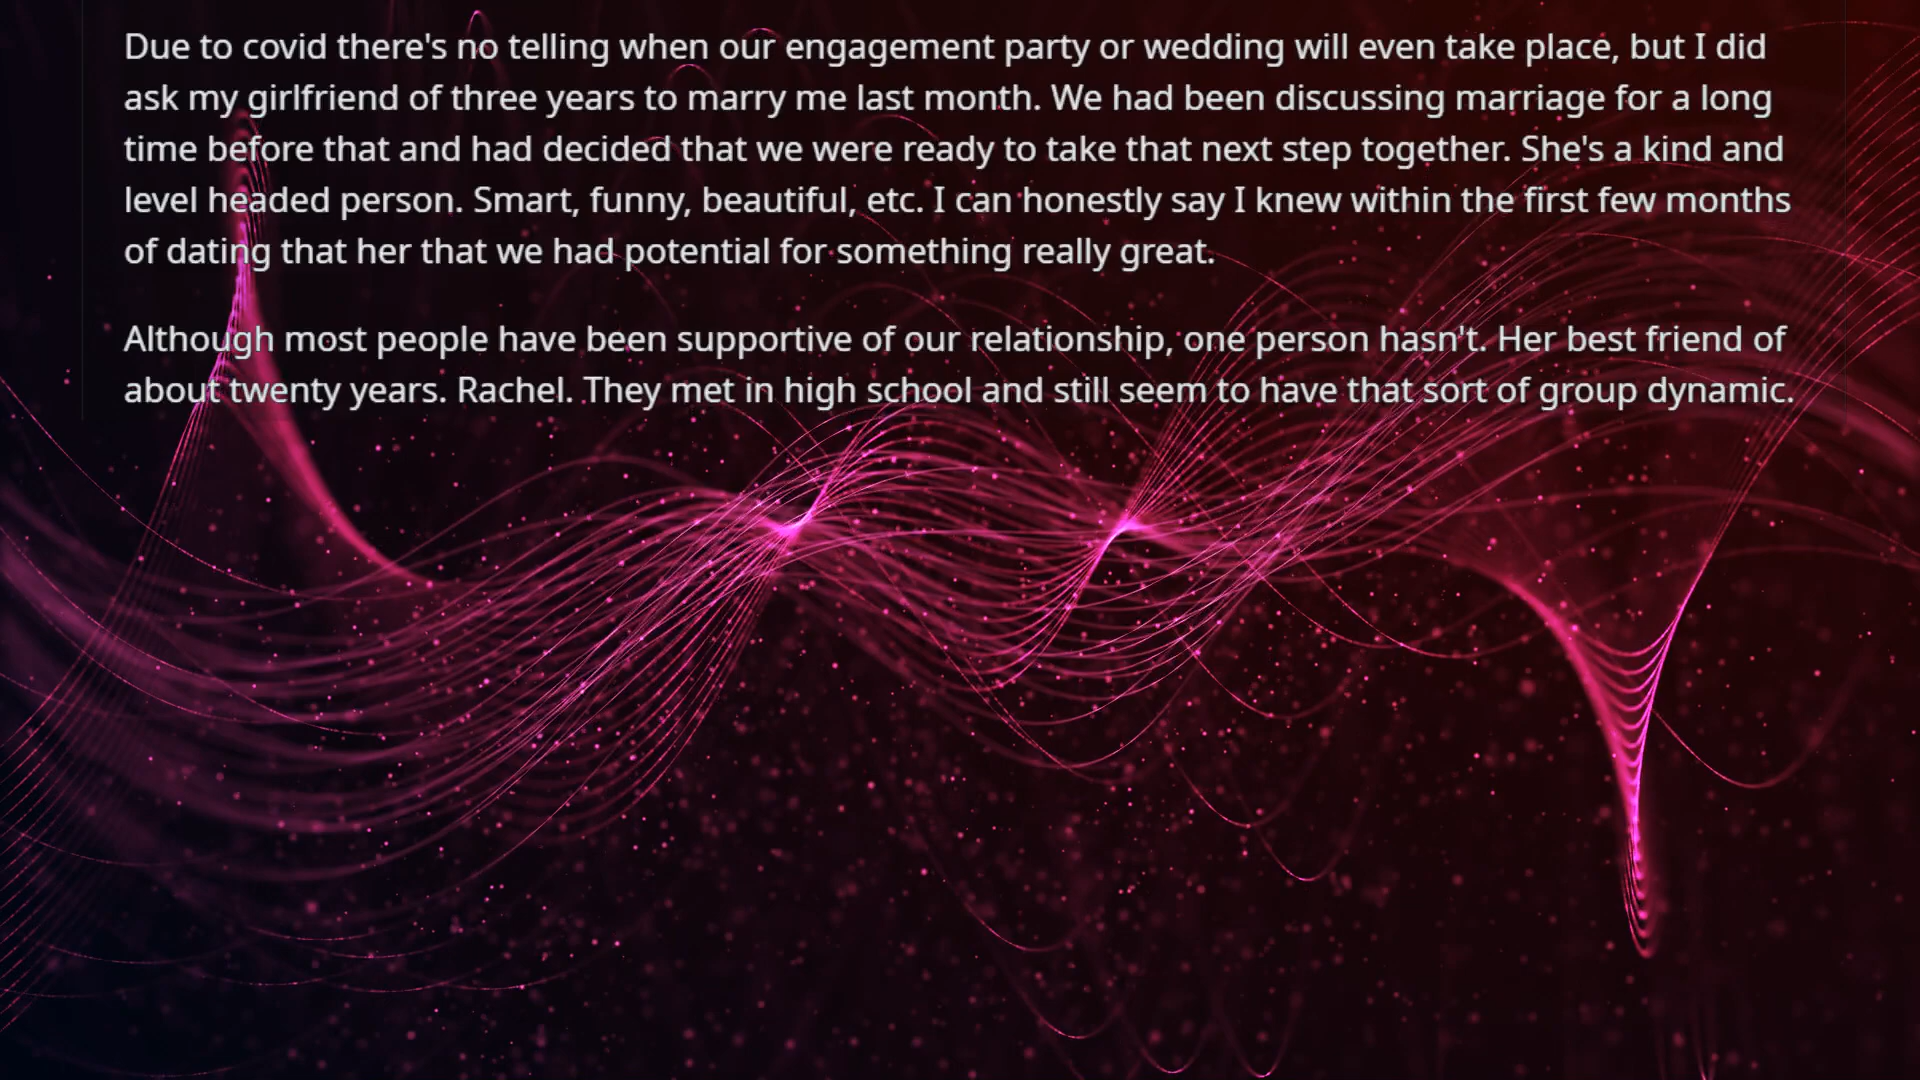 Due to covid there's no telling when our engagement party or wedding will even take place, but I did
ask my girlfriend of three years to marry me last month. We had been discussing marriage for a long
time before that and had decided that we were ready to take that next step together. She's a kind and
level headed person. Smart, funny, beautiful, etc. I can honestly say I knew within the first few months
of dating that her that we had potential for something really great.
Although most people have been supportive of our relationship, one person hasn't. Her best friend of
about twenty years. Rachel. They met in high school and still seem to have that sort of group dynamic.